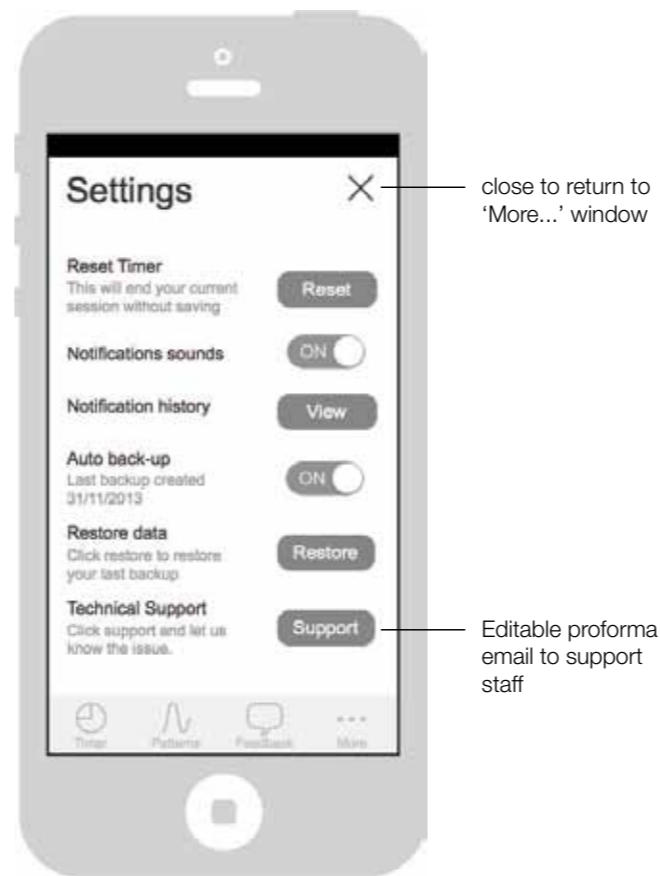 Settings
close to return to
‘More...’ window
Reset Timer
This will end your current
session without saving
Reset
Notifications sounds
ON
Notification history
View
Auto back-up
Last backup created
31/11/2013
ON
Restore data
Click restore to restore
your last backup
Restore
Technical Support
Click support and let us
know the issue.
Support
Editable proforma
email to support
staff
Timer
Patterns
Feedback
More